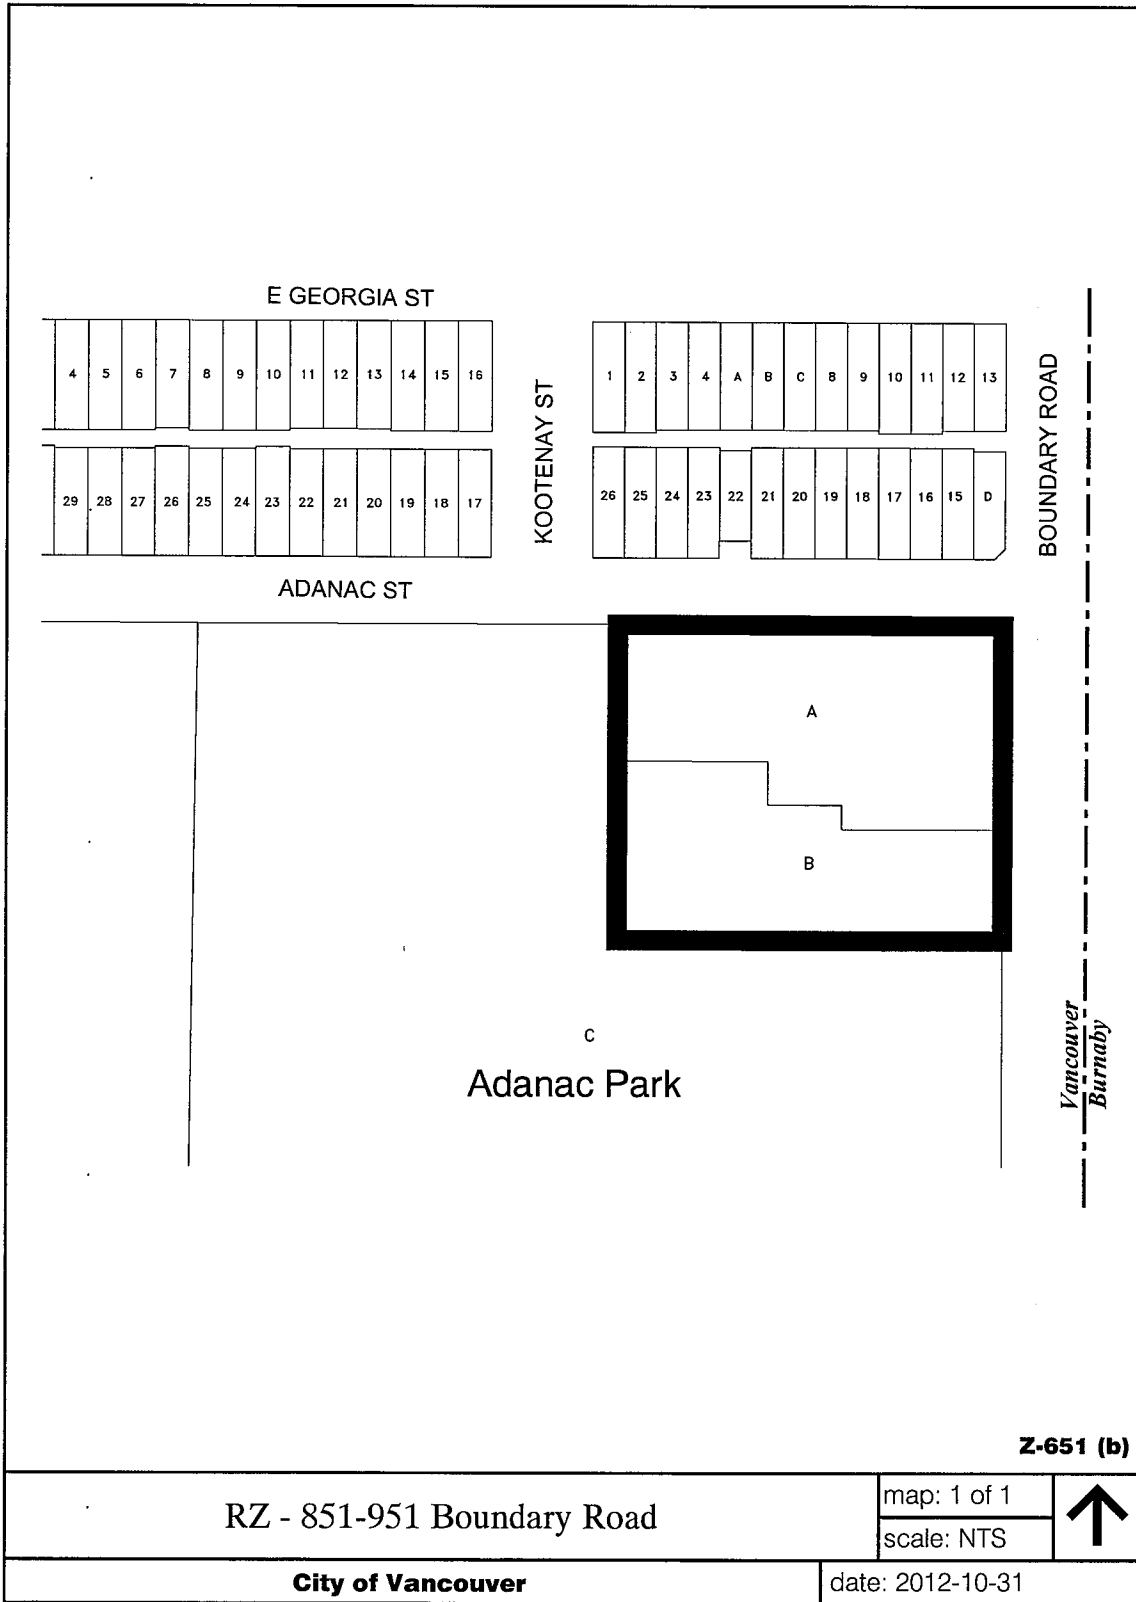 E GEORGIA ST
4 5 6 7 8 9 10 11 12 13 14 15 16
1 2 3 4 A B C 8 9 10 11 12 13
KOOTENAY ST
BOUNDARY ROAD
29 28 27 26 25 24 23 22 21 20 19 18 17
26 25 24 23 22 21 20 19 18 17 16 15 D
ADANAC ST
A
B
C
Adanac Park
Vancouver
Burnaby
Z-651 (b)
RZ - 851-951 Boundary Road
map: 1 of 1
scale: NTS
City of Vancouver
date: 2012-10-31